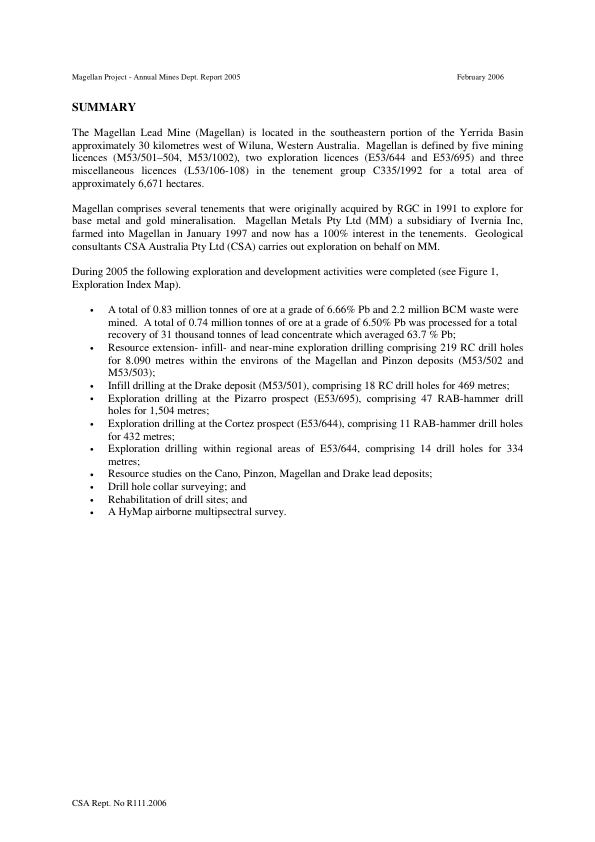 Magellan Project - Annual Mines Dept. Report 2005 February 2006
SUMMARY
The Magellan Lead Mine (Magellan) is located in the southeastern portion of the Yerrida Basin
approximately 30 kilometres west of Wiluna, Western Australia. Magellan is defined by five mining
licences (M53/501–504, M53/1002), two exploration licences (E53/644 and E53/695) and three
miscellaneous licences (L53/106-108) in the tenement group C335/1992 for a total area of
approximately 6,671 hectares.
Magellan comprises several tenements that were originally acquired by RGC in 1991 to explore for
base metal and gold mineralisation. Magellan Metals Pty Ltd (MM) a subsidiary of Ivernia Inc,
farmed into Magellan in January 1997 and now has a 100% interest in the tenements. Geological
consultants CSA Australia Pty Ltd (CSA) carries out exploration on behalf on MM.
During 2005 the following exploration and development activities were completed (see Figure 1,
Exploration Index Map).
• A total of 0.83 million tonnes of ore at a grade of 6.66% Pb and 2.2 million BCM waste were
mined. A total of 0.74 million tonnes of ore at a grade of 6.50% Pb was processed for a total
recovery of 31 thousand tonnes of lead concentrate which averaged 63.7 % Pb;
• Resource extension- infill- and near-mine exploration drilling comprising 219 RC drill holes
for 8.090 metres within the environs of the Magellan and Pinzon deposits (M53/502 and
M53/503);
• Infill drilling at the Drake deposit (M53/501), comprising 18 RC drill holes for 469 metres;
• Exploration drilling at the Pizarro prospect (E53/695), comprising 47 RAB-hammer drill
holes for 1,504 metres;
• Exploration drilling at the Cortez prospect (E53/644), comprising 11 RAB-hammer drill holes
for 432 metres;
• Exploration drilling within regional areas of E53/644, comprising 14 drill holes for 334
metres;
• Resource studies on the Cano, Pinzon, Magellan and Drake lead deposits;
• Drill hole collar surveying; and
• Rehabilitation of drill sites; and
• A HyMap airborne multipsectral survey.
CSA Rept. No R111.2006